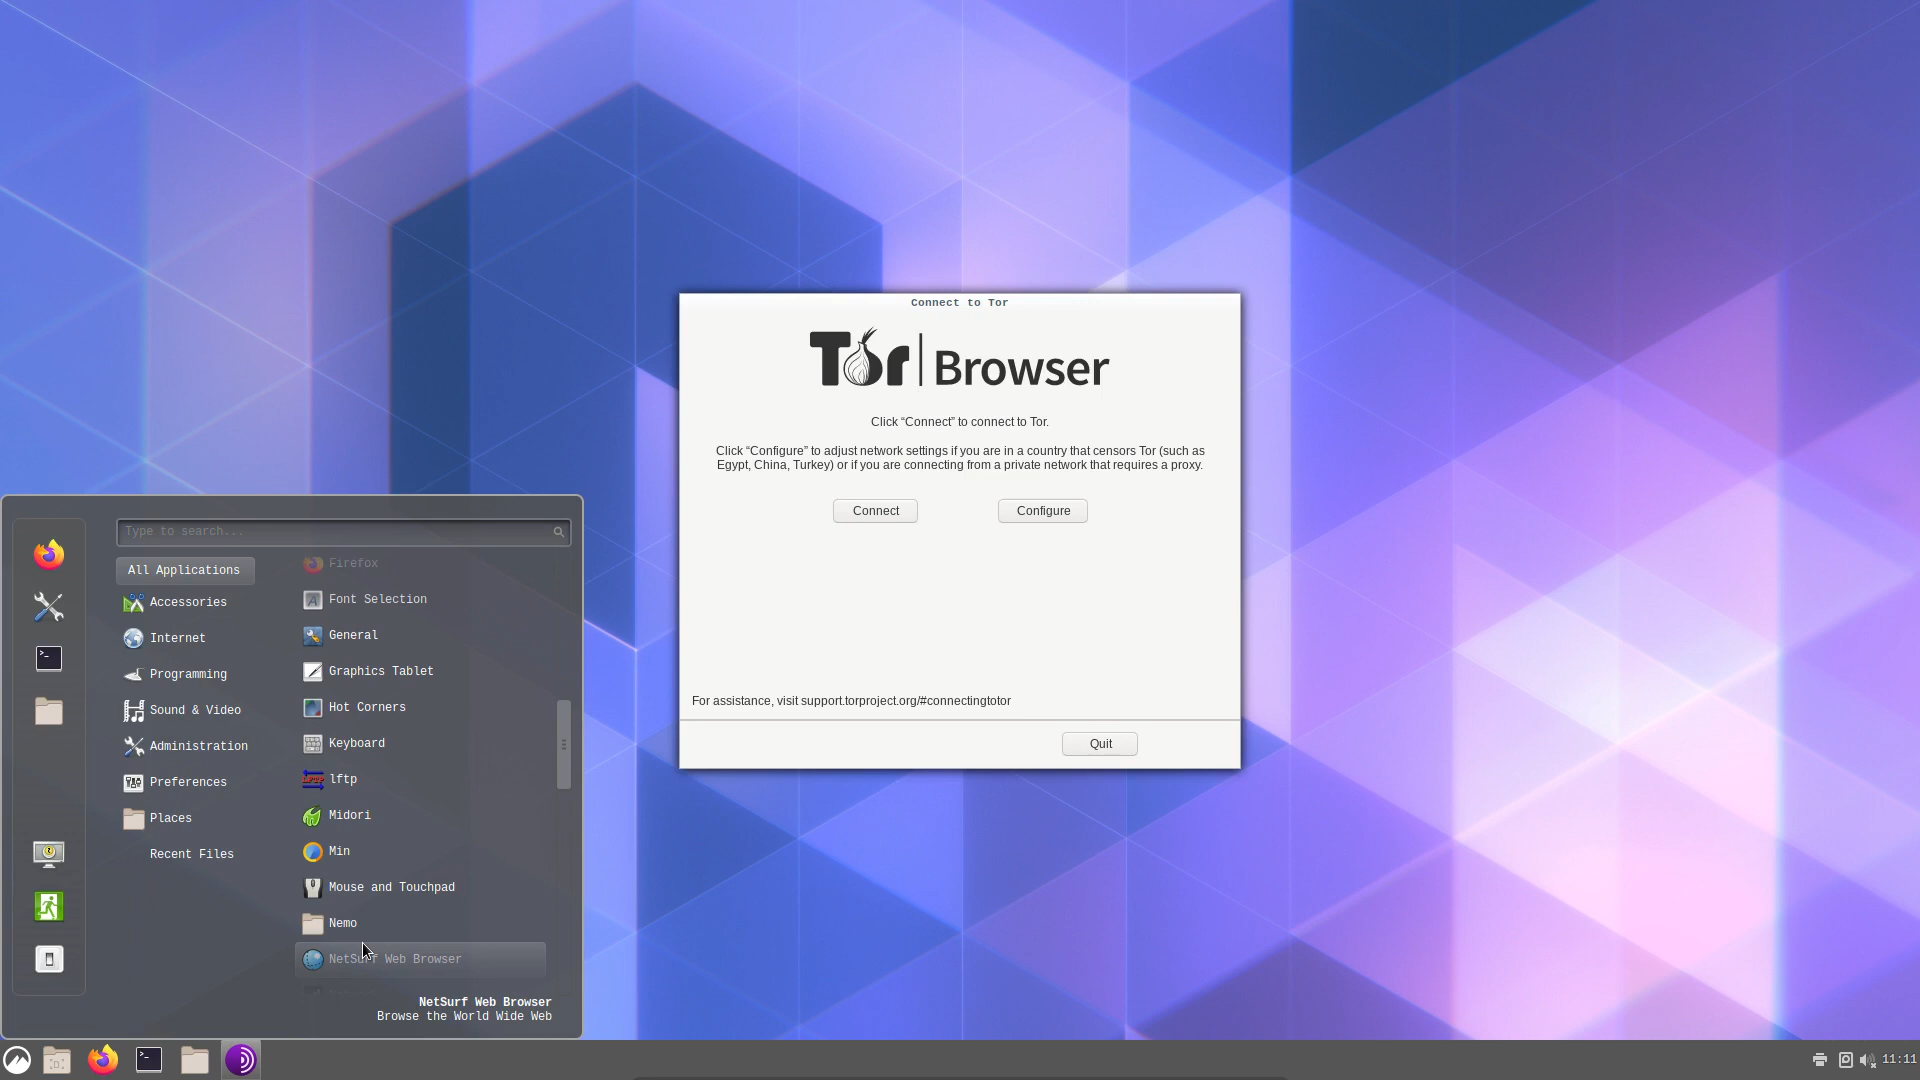 Connect to Tor
Tor | Browser
Click “Connect” to connect to Tor.
Click “Configure” to adjust network settings if you are in a country that censors Tor (such as
Egypt, China, Turkey) or if you are connecting from a private network that requires a proxy.
Connect
Configure
For assistance, visit support.torproject.org/#connectingtotor
Quit
Type to search...
All Applications
Accessories
Internet
Programming
Sound & Video
Administration
Preferences
Places
Recent Files
Firefox
Font Selection
General
Graphics Tablet
Hot Corners
Keyboard
lftp
Midori
Min
Mouse and Touchpad
Nemo
NetSurf Web Browser
NetSurf Web Browser
Browse the World Wide Web
11:11